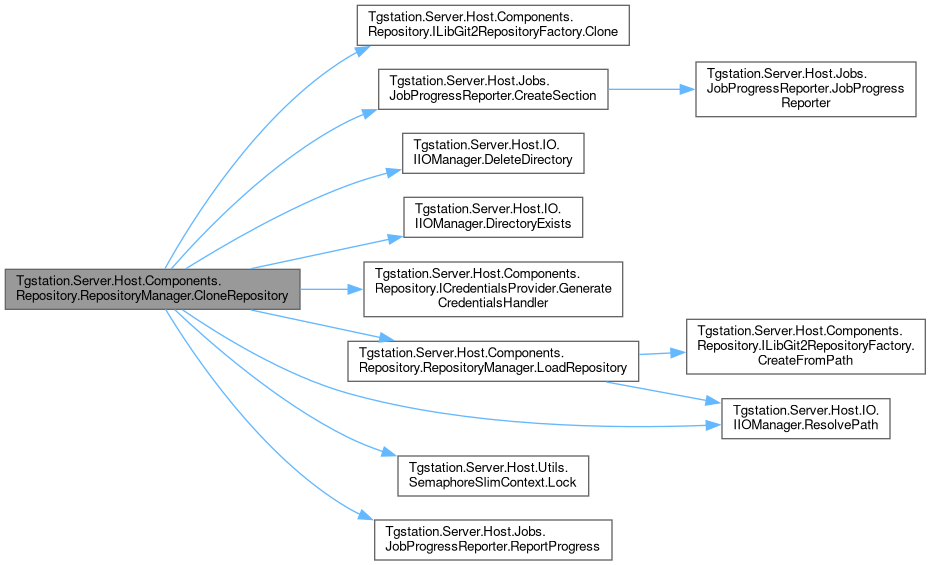 Tgstation.Server.Host.Components.
Repository.ILibGit2RepositoryFactory.Clone
Tgstation.Server.Host.Jobs.
JobProgressReporter.CreateSection
Tgstation.Server.Host.Jobs.
JobProgressReporter.JobProgress
Reporter
Tgstation.Server.Host.IO.
IIOManager.DeleteDirectory
Tgstation.Server.Host.IO.
IIOManager.DirectoryExists
Tgstation.Server.Host.Components.
Repository.RepositoryManager.CloneRepository
Tgstation.Server.Host.Components.
Repository.ICredentialsProvider.Generate
CredentialsHandler
Tgstation.Server.Host.Components.
Repository.RepositoryManager.LoadRepository
Tgstation.Server.Host.Components.
Repository.ILibGit2RepositoryFactory.
CreateFromPath
Tgstation.Server.Host.IO.
IIOManager.ResolvePath
Tgstation.Server.Host.Utils.
SemaphoreSlimContext.Lock
Tgstation.Server.Host.Jobs.
JobProgressReporter.ReportProgress